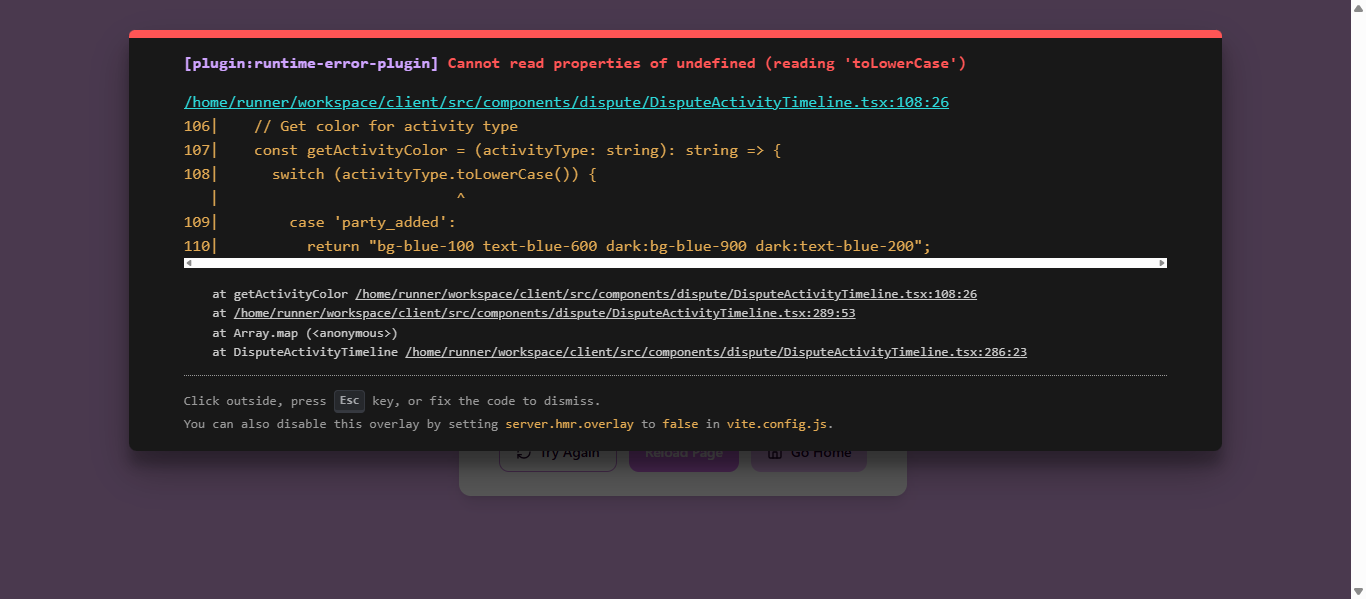 [plugin:runtime-error-plugin] Cannot read properties of undefined (reading 'toLowerCase')
/home/runner/workspace/client/src/components/dispute/DisputeActivityTimeline.tsx:108:26
106|    // Get color for activity type
107|    const getActivityColor = (activityType: string): string => {
108|      switch (activityType.toLowerCase()) {
   |                           ^
109|        case 'party_added':
110|          return "bg-blue-100 text-blue-600 dark:bg-blue-900 dark:text-blue-200";
at getActivityColor /home/runner/workspace/client/src/components/dispute/DisputeActivityTimeline.tsx:108:26
at /home/runner/workspace/client/src/components/dispute/DisputeActivityTimeline.tsx:289:53
at Array.map (<anonymous>)
at DisputeActivityTimeline /home/runner/workspace/client/src/components/dispute/DisputeActivityTimeline.tsx:286:23
Click outside, press Esc key, or fix the code to dismiss.
You can also disable this overlay by setting server.hmr.overlay to false in vite.config.js.
Try Again Reload Page Go Home